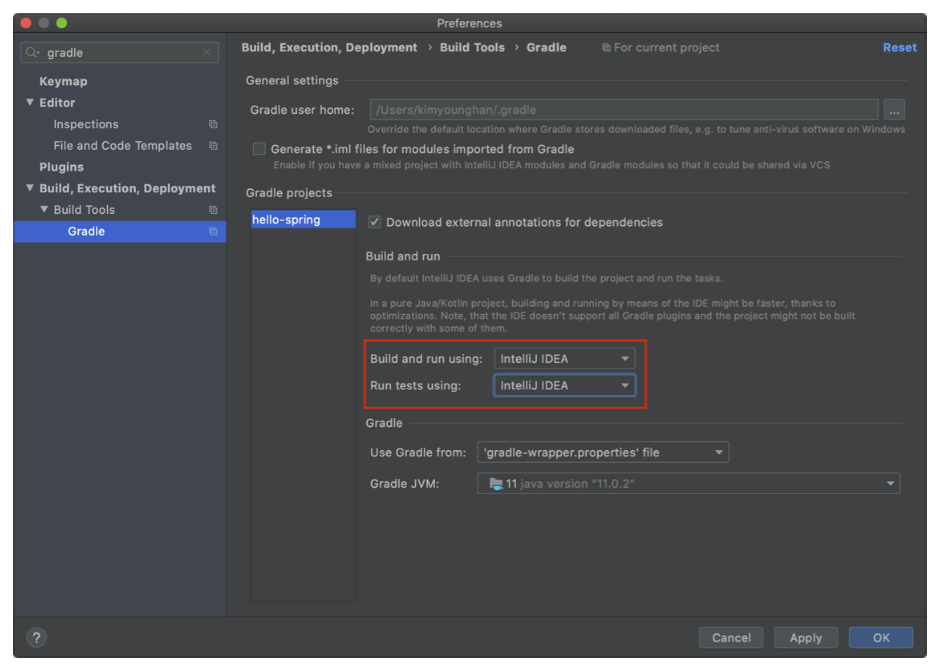 Preferences
gradle
Keymap
Editor
Inspections
File and Code Templates
Plugins
Build, Execution, Deployment
Build Tools
Gradle
Build, Execution, Deployment › Build Tools › Gradle For current project Reset
General settings
Gradle user home: /Users/kimyounghan/.gradle ...
Override the default location where Gradle stores downloaded files, e.g. to tune anti-virus software on Windows
Generate *.iml files for modules imported from Gradle
Enable if you have a mixed project with IntelliJ IDEA modules and Gradle modules so that it could be shared via VCS
Gradle projects
hello-spring
Download external annotations for dependencies
Build and run
By default IntelliJ IDEA uses Gradle to build the project and run the tasks.
In a pure Java/Kotlin project, building and running by means of the IDE might be faster, thanks to
optimizations. Note, that the IDE doesn't support all Gradle plugins and the project might not be built
correctly with some of them.
Build and run using: IntelliJ IDEA
Run tests using: IntelliJ IDEA
Gradle
Use Gradle from: 'gradle-wrapper.properties' file
Gradle JVM: 11 java version "11.0.2"
? Cancel Apply OK